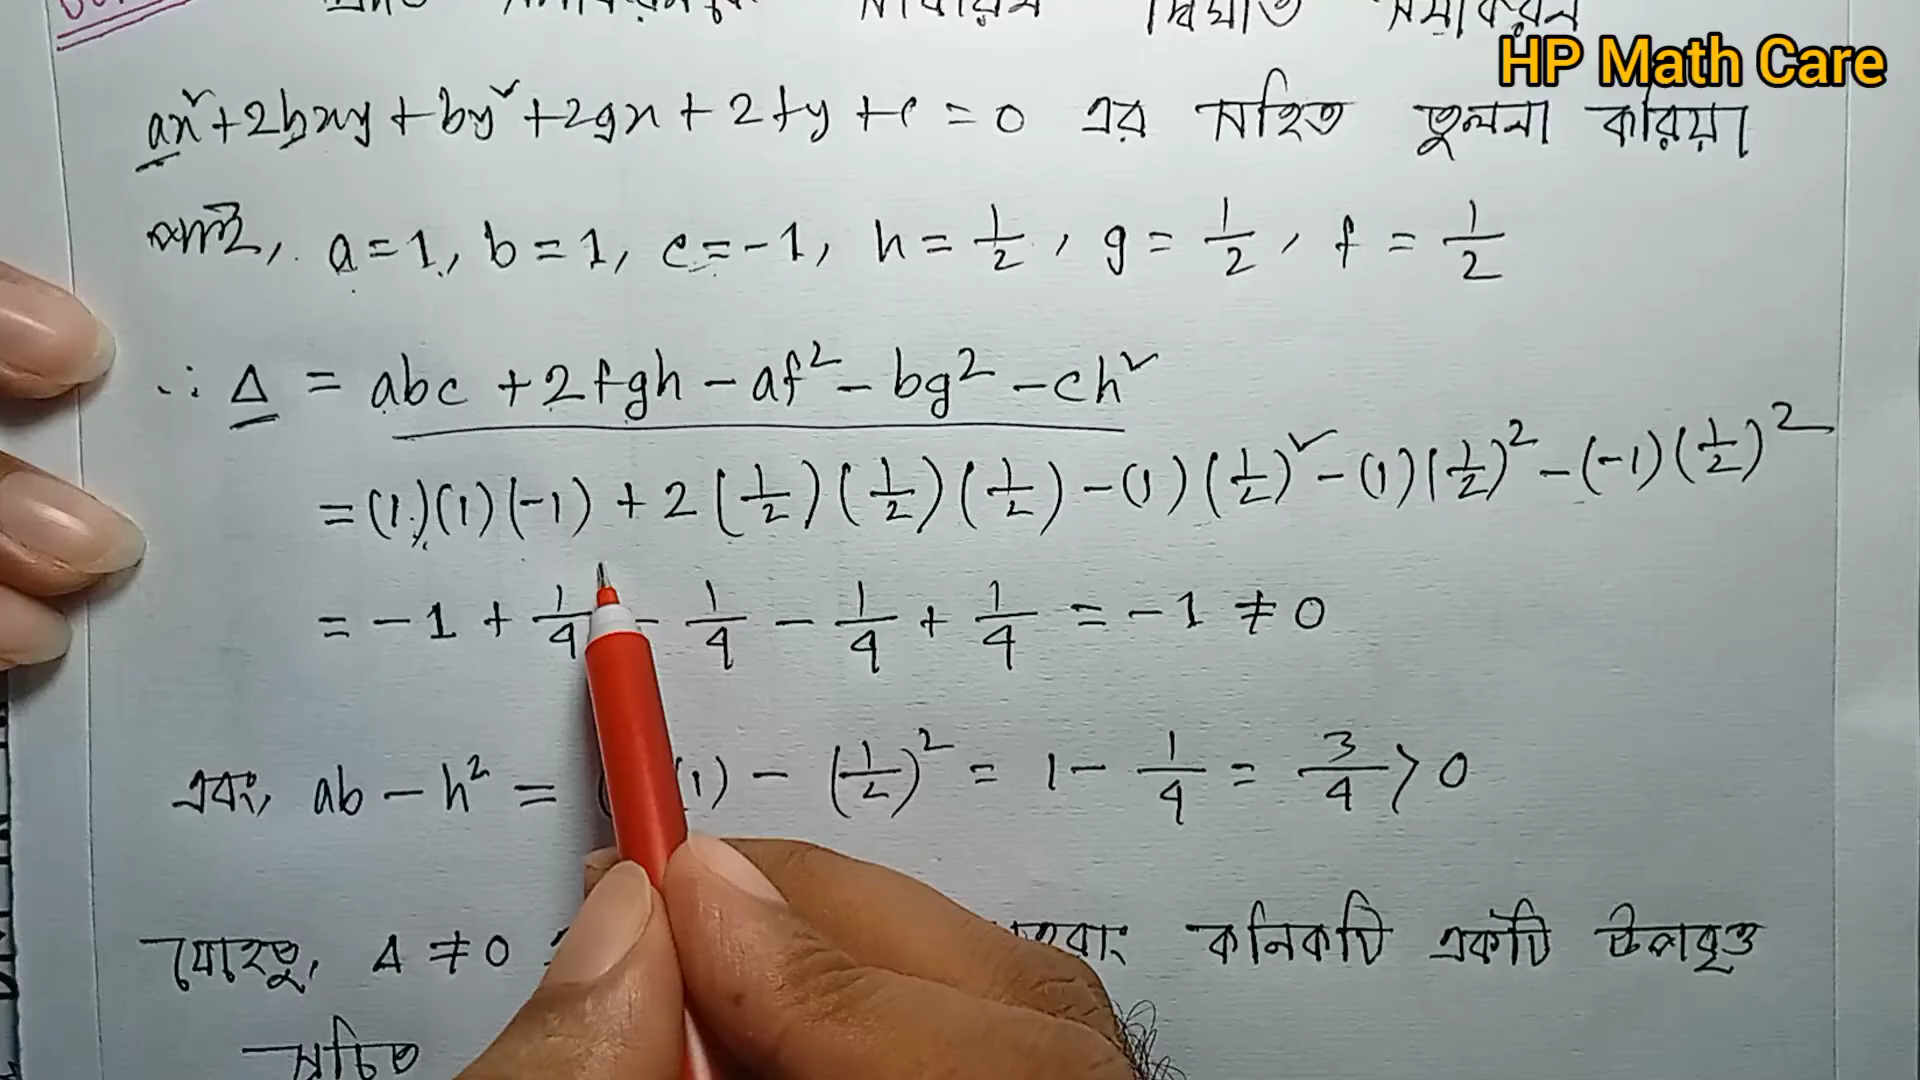 দ্বিঘাত সমীকরণ
HP Math Care
ax² + 2hxy + by² + 2gx + 2fy + c = 0 এর সহিত তুলনা করিয়া
পাই, a = 1, b = 1, c = -1, h = 1/2, g = 1/2, f = 1/2
∴ Δ = abc + 2fgh - af² - bg² - ch²
= (1)(1)(-1) + 2(1/2)(1/2)(1/2) - (1)(1/2)² - (1)(1/2)² - (-1)(1/2)²
= -1 + 1/4 - 1/4 - 1/4 + 1/4 = -1 ≠ 0
এবং, ab - h² = (1) - (1/2)² = 1 - 1/4 = 3/4 > 0
যেহেতু, Δ ≠ 0 কনিকটি একটি উপবৃত্ত
সূচিত